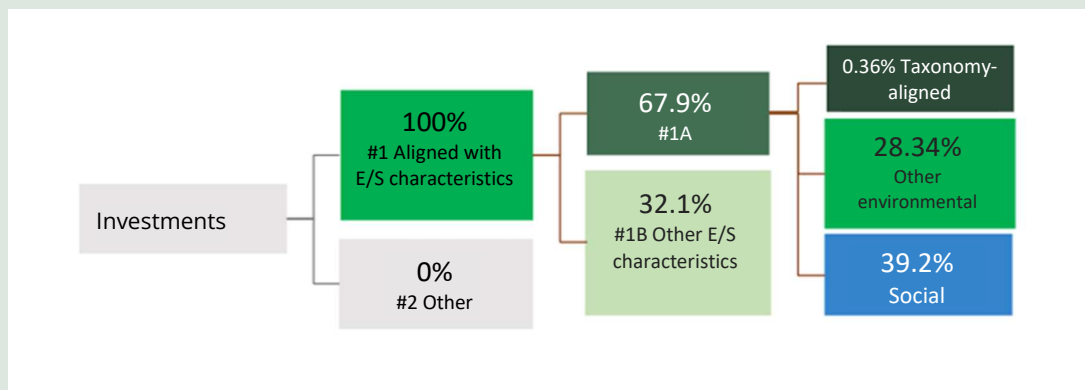 Investments
100%
#1 Aligned with
E/S characteristics
0%
#2 Other
67.9%
#1A
32.1%
#1B Other E/S
characteristics
0.36% Taxonomy-
aligned
28.34%
Other
environmental
39.2%
Social